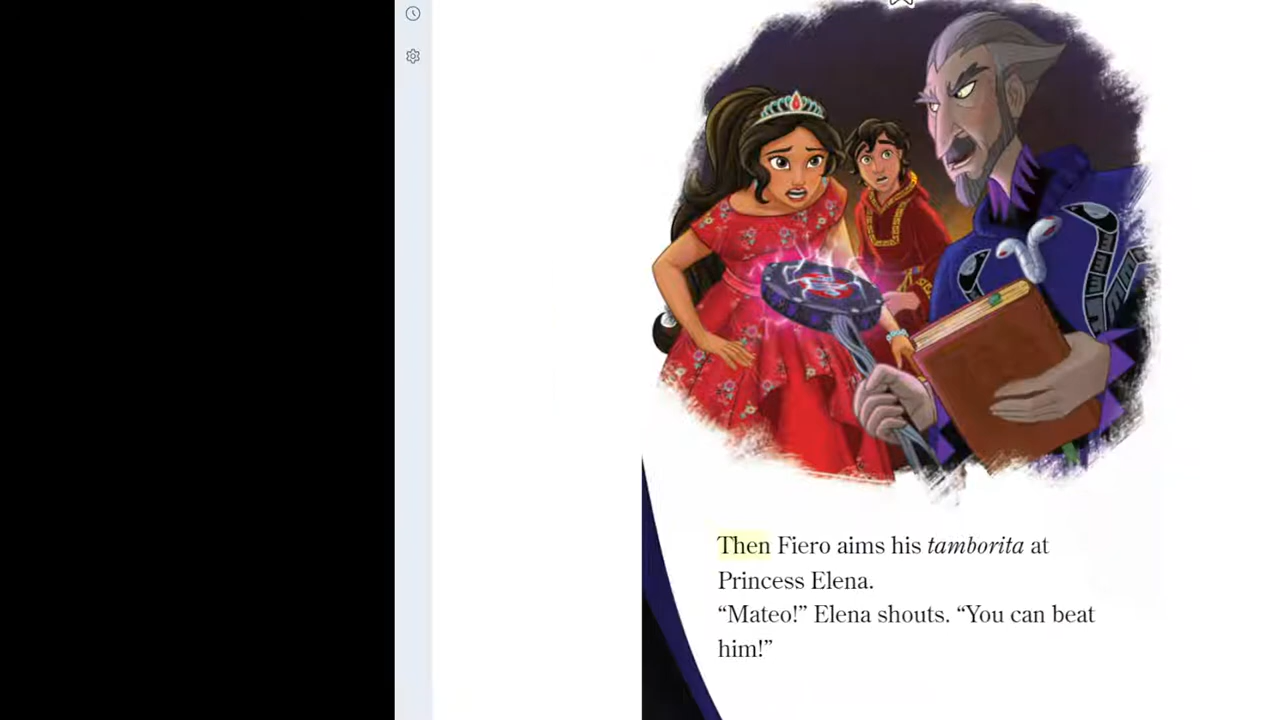 Then Fiero aims his tamborita at
Princess Elena.
“Mateo!” Elena shouts. “You can beat
him!”